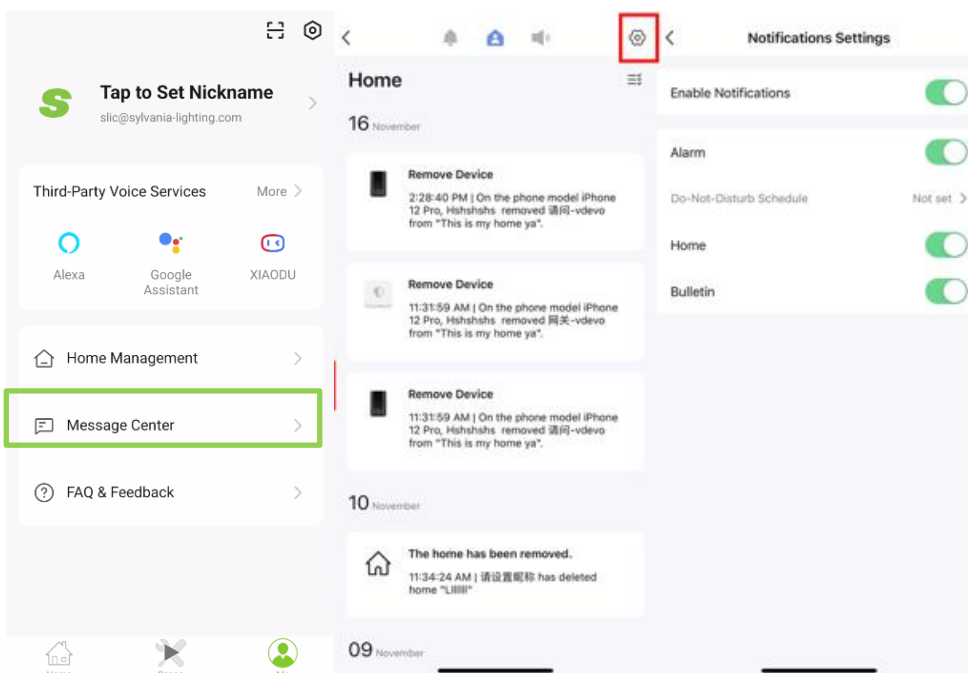 Tap to Set Nickname
slic@sylvania-lighting.com
Third-Party Voice Services
More
Alexa
Google
Assistant
XIAODU
Home Management
Message Center
FAQ & Feedback
Home
16 November
Remove Device
2:28:40 PM | On the phone model iPhone
12 Pro, Hshshshs removed 请问-vdevo
from "This is my home ya".
Remove Device
11:31:59 AM | On the phone model iPhone
12 Pro, Hshshshs removed 网关-vdevo
from "This is my home ya".
Remove Device
11:31:59 AM | On the phone model iPhone
12 Pro, Hshshshs removed 请问-vdevo
from "This is my home ya".
10 November
The home has been removed.
11:34:24 AM | 请设置昵称 has deleted
09 November
Notifications Settings
Enable Notifications
Alarm
Do-Not-Disturb Schedule
Not set
Home
Bulletin